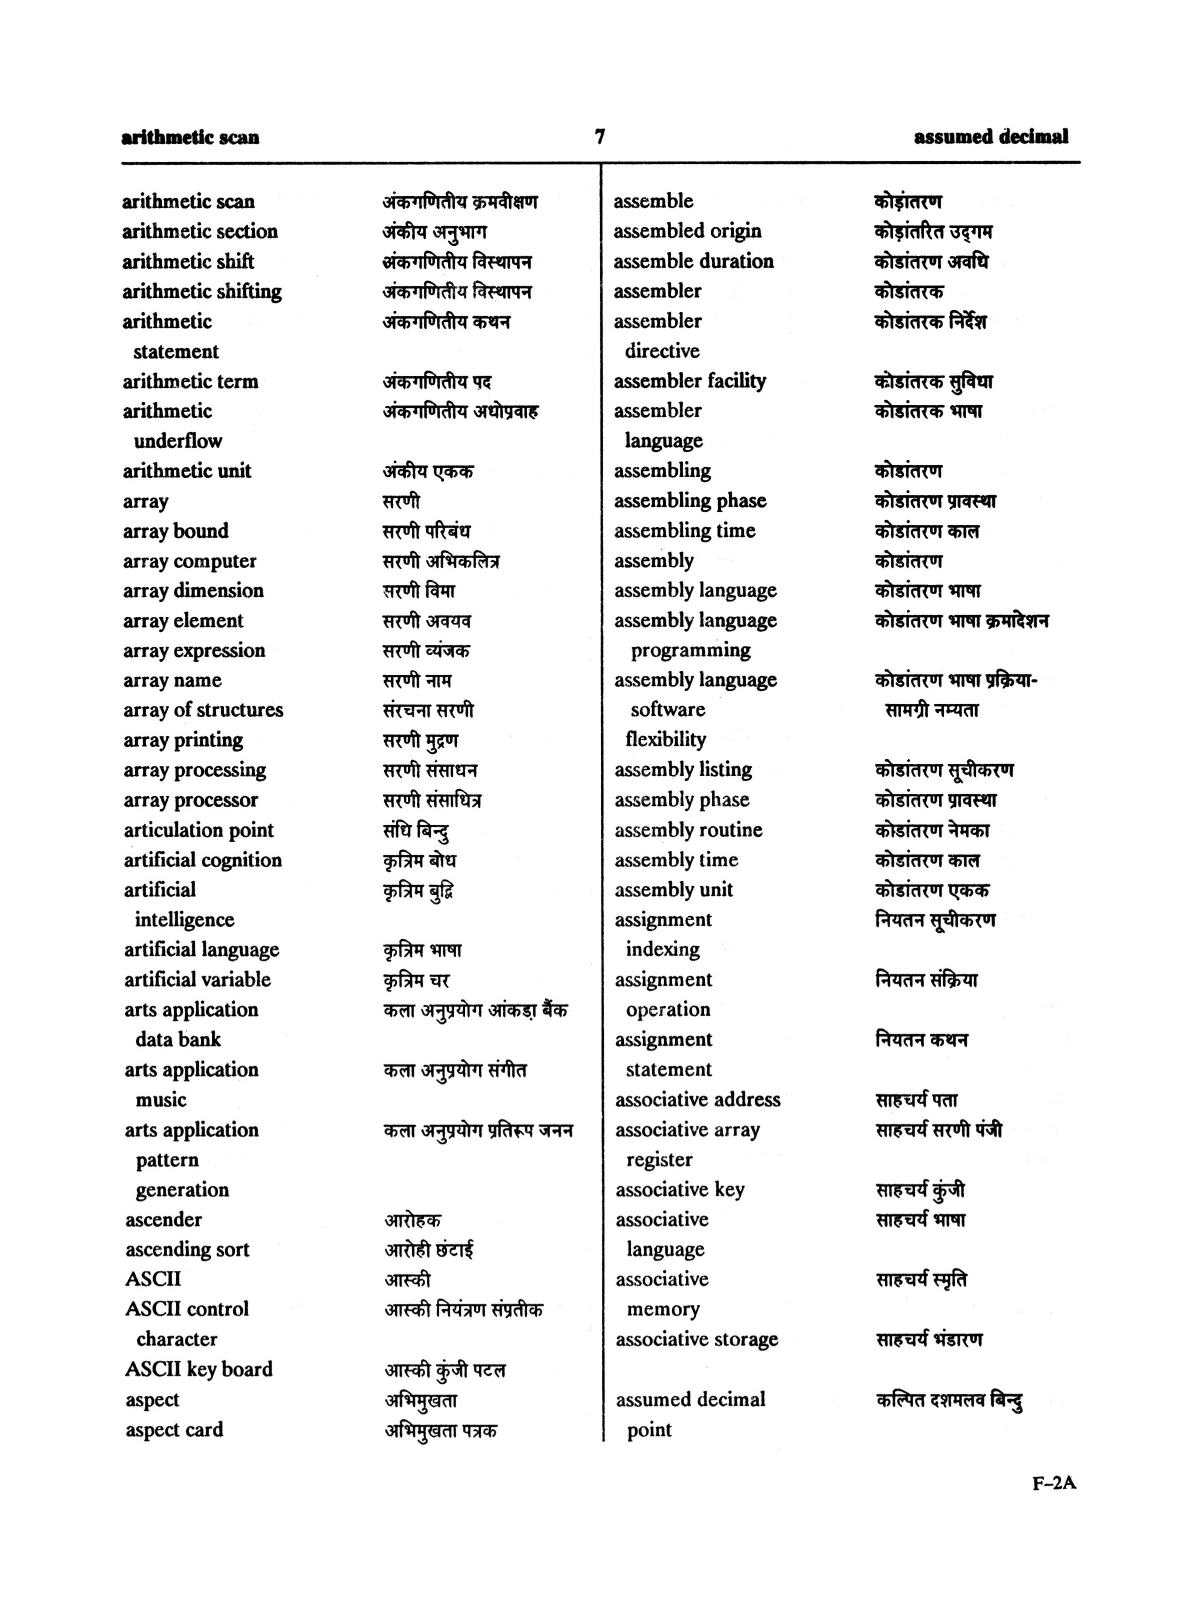 arithmetic scan 7 assumed decimal
arithmetic scan अंकगणितीय क्रमवीक्षण
arithmetic section अंकीय अनुभाग
arithmetic shift अंकगणितीय विस्थापन
arithmetic shifting अंकगणितीय विस्थापन
arithmetic अंकगणितीय कथन
statement
arithmetic term अंकगणितीय पद
arithmetic अंकगणितीय अधोप्रवाह
underflow
arithmetic unit अंकीय एकक
array सरणी
array bound सरणी परिबंध
array computer सरणी अभिकलित्र
array dimension सरणी विमा
array element सरणी अवयव
array expression सरणी व्यंजक
array name सरणी नाम
array of structures संरचना सरणी
array printing सरणी मुद्रण
array processing सरणी संसाधन
array processor सरणी संसाधित्र
articulation point संधि बिन्दु
artificial cognition कृत्रिम बोध
artificial कृत्रिम बुद्वि
intelligence
artificial language कृत्रिम भाषा
artificial variable कृत्रिम चर
arts application कला अनुप्रयोग आंकड़ा बैंक
data bank
arts application कला अनुप्रयोग संगीत
music
arts application कला अनुप्रयोग प्रतिरूप जनन
pattern
generation
ascender आरोहक
ascending sort आरोही छंटाई
ASCII आस्की
ASCII control आस्की नियंत्रण संप्रतीक
character
ASCII key board आस्की कुंजी पटल
aspect अभिमुखता
aspect card अभिमुखता पत्रक
assemble कोड़ांतरण
assembled origin कोड़ांतरित उद्गम
assemble duration कोडांतरण अवधि
assembler कोडांतरक
assembler कोडांतरक निर्देश
directive
assembler facility कोडांतरक सुविधा
assembler कोडांतरक भाषा
language
assembling कोडांतरण
assembling phase कोडांतरण प्रावस्था
assembling time कोडांतरण काल
assembly कोडांतरण
assembly language कोडांतरण भाषा
assembly language कोडांतरण भाषा क्रमादेशन
programming
assembly language कोडांतरण भाषा प्रक्रिया-
software सामग्री नम्यता
flexibility
assembly listing कोडांतरण सूचीकरण
assembly phase कोडांतरण प्रावस्था
assembly routine कोडांतरण नेमका
assembly time कोडांतरण काल
assembly unit कोडांतरण एकक
assignment नियतन सूचीकरण
indexing
assignment नियतन संक्रिया
operation
assignment नियतन कथन
statement
associative address साहचर्य पता
associative array साहचर्य सरणी पंजी
register
associative key साहचर्य कुंजी
associative साहचर्य भाषा
language
associative साहचर्य स्मृति
memory
associative storage साहचर्य भंडारण
assumed decimal कल्पित दशमलव बिन्दु
point
F-2A